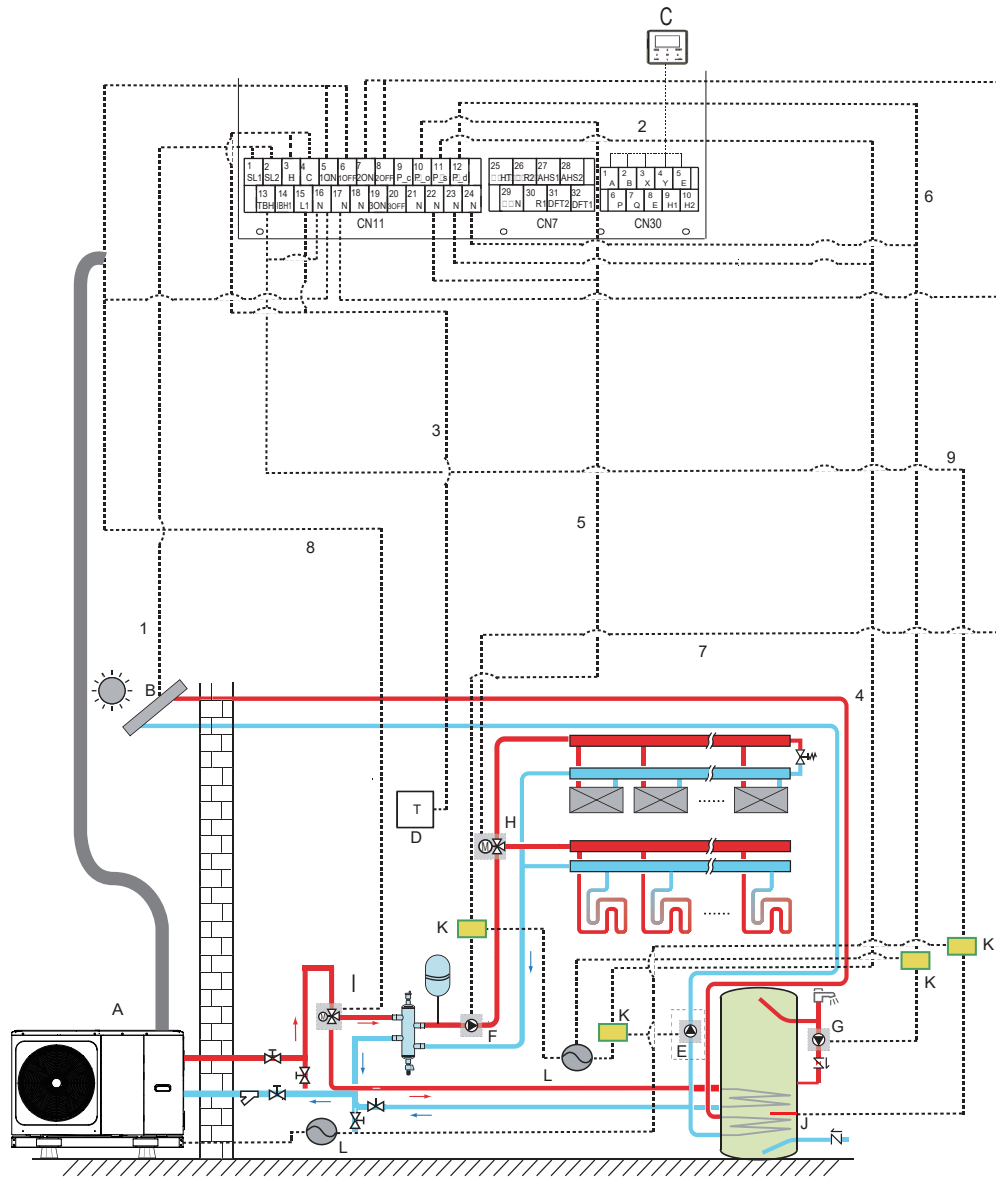 C
2
1 2 3 4 5 6 7 8 9 10 11 12
SL1 SL2 H C 1ON 1OFF 2ON 2OFF P_c P_o P_s P_d
13 14 15 16 17 18 19 20 21 22 23 24
TBH IBH1 L1 N N N 3ON 3OFF N N N N
CN11
25 26 27 28
□□HT □□R2 AHS1 AHS2
29 30 31 32
□□N R1 DFT2 DFT1
CN7
1 2 3 4 5
A B X Y E
6 7 8 9 10
P Q E H1 H2
CN30
6
3
9
5
8
1
7
B
4
T
D
H
M
K
K
K
I
A
M
F
K
G
E
L
J
L